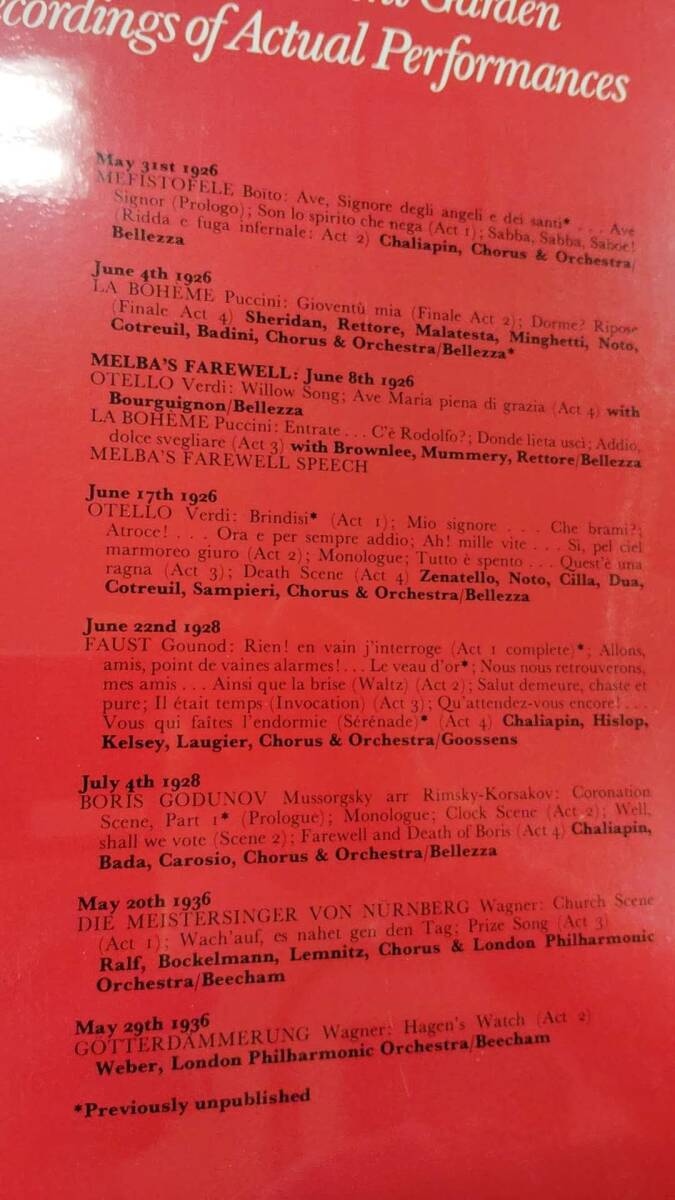 Garden
cordings of Actual Performances
May 31st 1926
MEFISTOFELE Boito: Ave, Signore degli angeli e dei santi* . . . Ave
Signor (Prologo); Son lo spirito che nega (Act 1); Sabba, Sabba, Saboè!
(Ridda e fuga infernale: Act 2) Chaliapin, Chorus & Orchestra/
Bellezza
June 4th 1926
LA BOHÈME Puccini: Gioventù mia (Finale Act 2); Dorme? Ripose
(Finale Act 4) Sheridan, Rettore, Malatesta, Minghetti, Noto,
Cotreuil, Badini, Chorus & Orchestra/Bellezza*
MELBA'S FAREWELL: June 8th 1926
OTELLO Verdi: Willow Song; Ave Maria piena di grazia (Act 4) with
Bourguignon/Bellezza
LA BOHÈME Puccini: Entrate . . . C'è Rodolfo?; Donde lieta uscì; Addio,
dolce svegliare (Act 3) with Brownlee, Mummery, Rettore/Bellezza
MELBA'S FAREWELL SPEECH
June 17th 1926
OTELLO Verdi: Brindisi* (Act 1); Mio signore . . . Che brami?;
Atroce! . . . Ora e per sempre addio; Ah! mille vite . . . Sì, pel ciel
marmoreo giuro (Act 2); Monologue; Tutto è spento . . . Quest'è una
ragna (Act 3); Death Scene (Act 4) Zenatello, Noto, Cilla, Dua,
Cotreuil, Sampieri, Chorus & Orchestra/Bellezza
June 22nd 1928
FAUST Gounod: Rien! en vain j'interroge (Act 1 complete)*; Allons,
amis, point de vaines alarmes! . . . Le veau d'or*; Nous nous retrouverons,
mes amis . . . Ainsi que la brise (Waltz) (Act 2); Salut demeure, chaste et
pure; Il était temps (Invocation) (Act 3); Qu'attendez-vous encore! . . .
Vous qui faites l'endormie (Sérénade)* (Act 4) Chaliapin, Hislop,
Kelsey, Laugier, Chorus & Orchestra/Goossens
July 4th 1928
BORIS GODUNOV Mussorgsky arr Rimsky-Korsakov: Coronation
Scene, Part 1* (Prologue); Monologue; Clock Scene (Act 2); Well,
shall we vote (Scene 2); Farewell and Death of Boris (Act 4) Chaliapin,
Bada, Carosio, Chorus & Orchestra/Bellezza
May 20th 1936
DIE MEISTERSINGER VON NÜRNBERG Wagner: Church Scene
(Act 1); Wach'auf, es nahet gen den Tag; Prize Song (Act 3)
Ralf, Bockelmann, Lemnitz, Chorus & London Philharmonic
Orchestra/Beecham
May 29th 1936
GÖTTERDÄMMERUNG Wagner: Hagen's Watch (Act 2)
Weber, London Philharmonic Orchestra/Beecham
*Previously unpublished